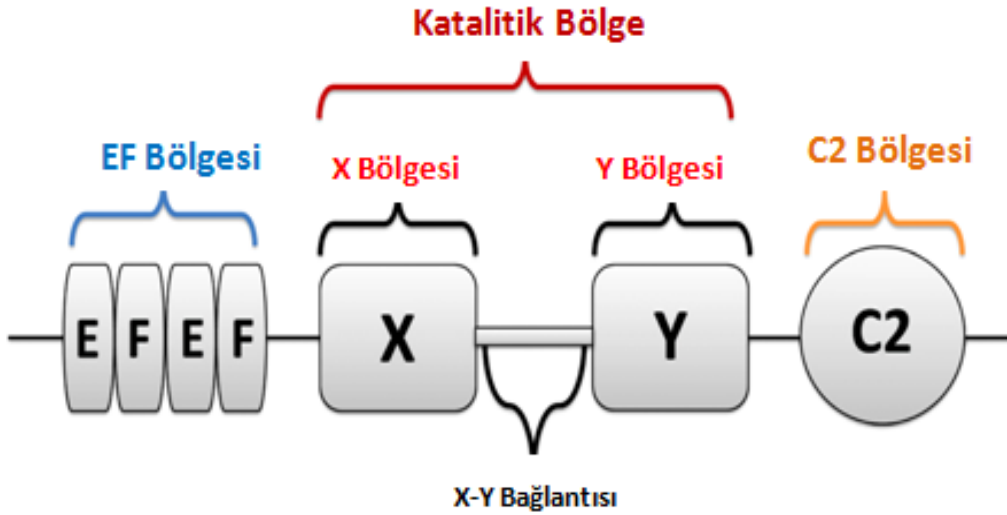 Katalitik Bölge
EF Bölgesi
X Bölgesi
Y Bölgesi
C2 Bölgesi
E F E F
X
Y
C2
X-Y Bağlantısı